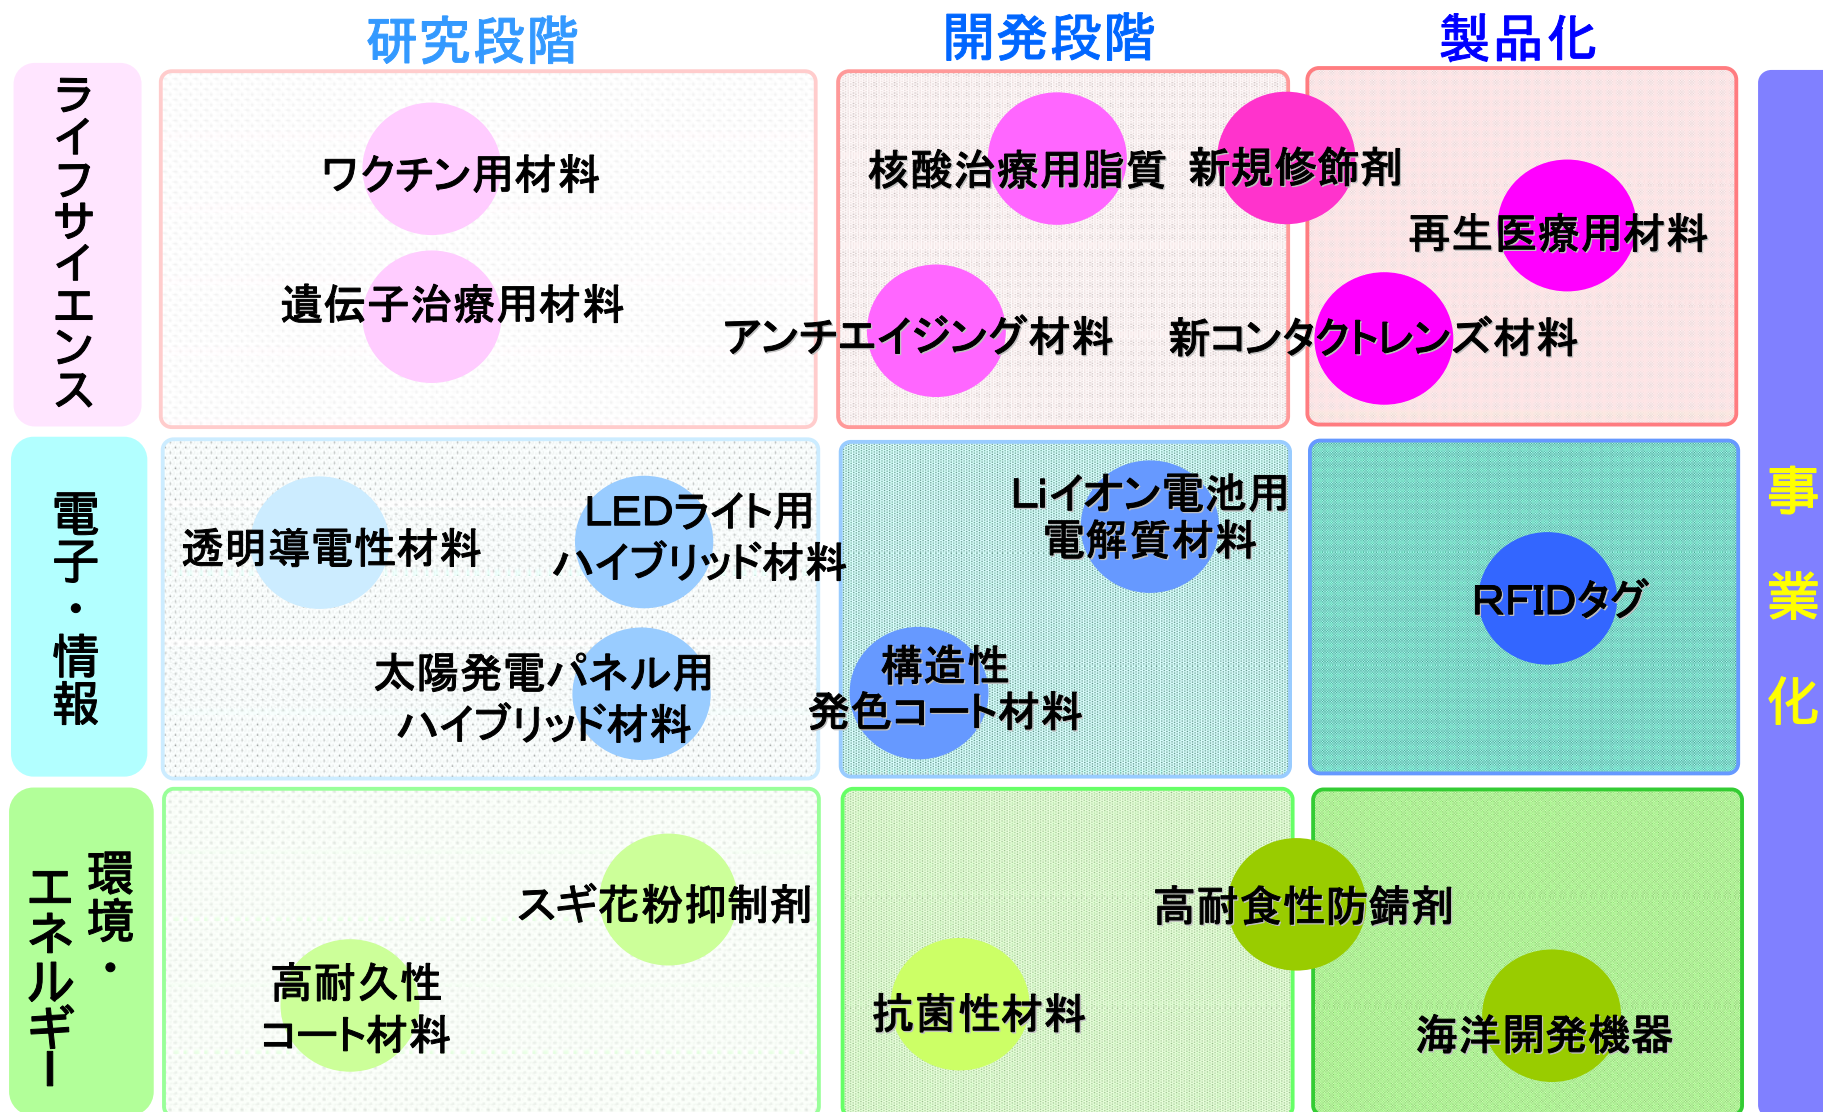 研究段階
開発段階
製品化
ライフサイエンス
ワクチン用材料
遺伝子治療用材料
核酸治療用脂質
新規修飾剤
再生医療用材料
アンチエイジング材料
新コンタクトレンズ材料
電子・情報
透明導電性材料
LEDライト用
ハイブリッド材料
太陽発電パネル用
ハイブリッド材料
Liイオン電池用
電解質材料
構造性
発色コート材料
RFIDタグ
環境・
エネルギー
スギ花粉抑制剤
高耐久性
コート材料
高耐食性防錆剤
抗菌性材料
海洋開発機器
事業化